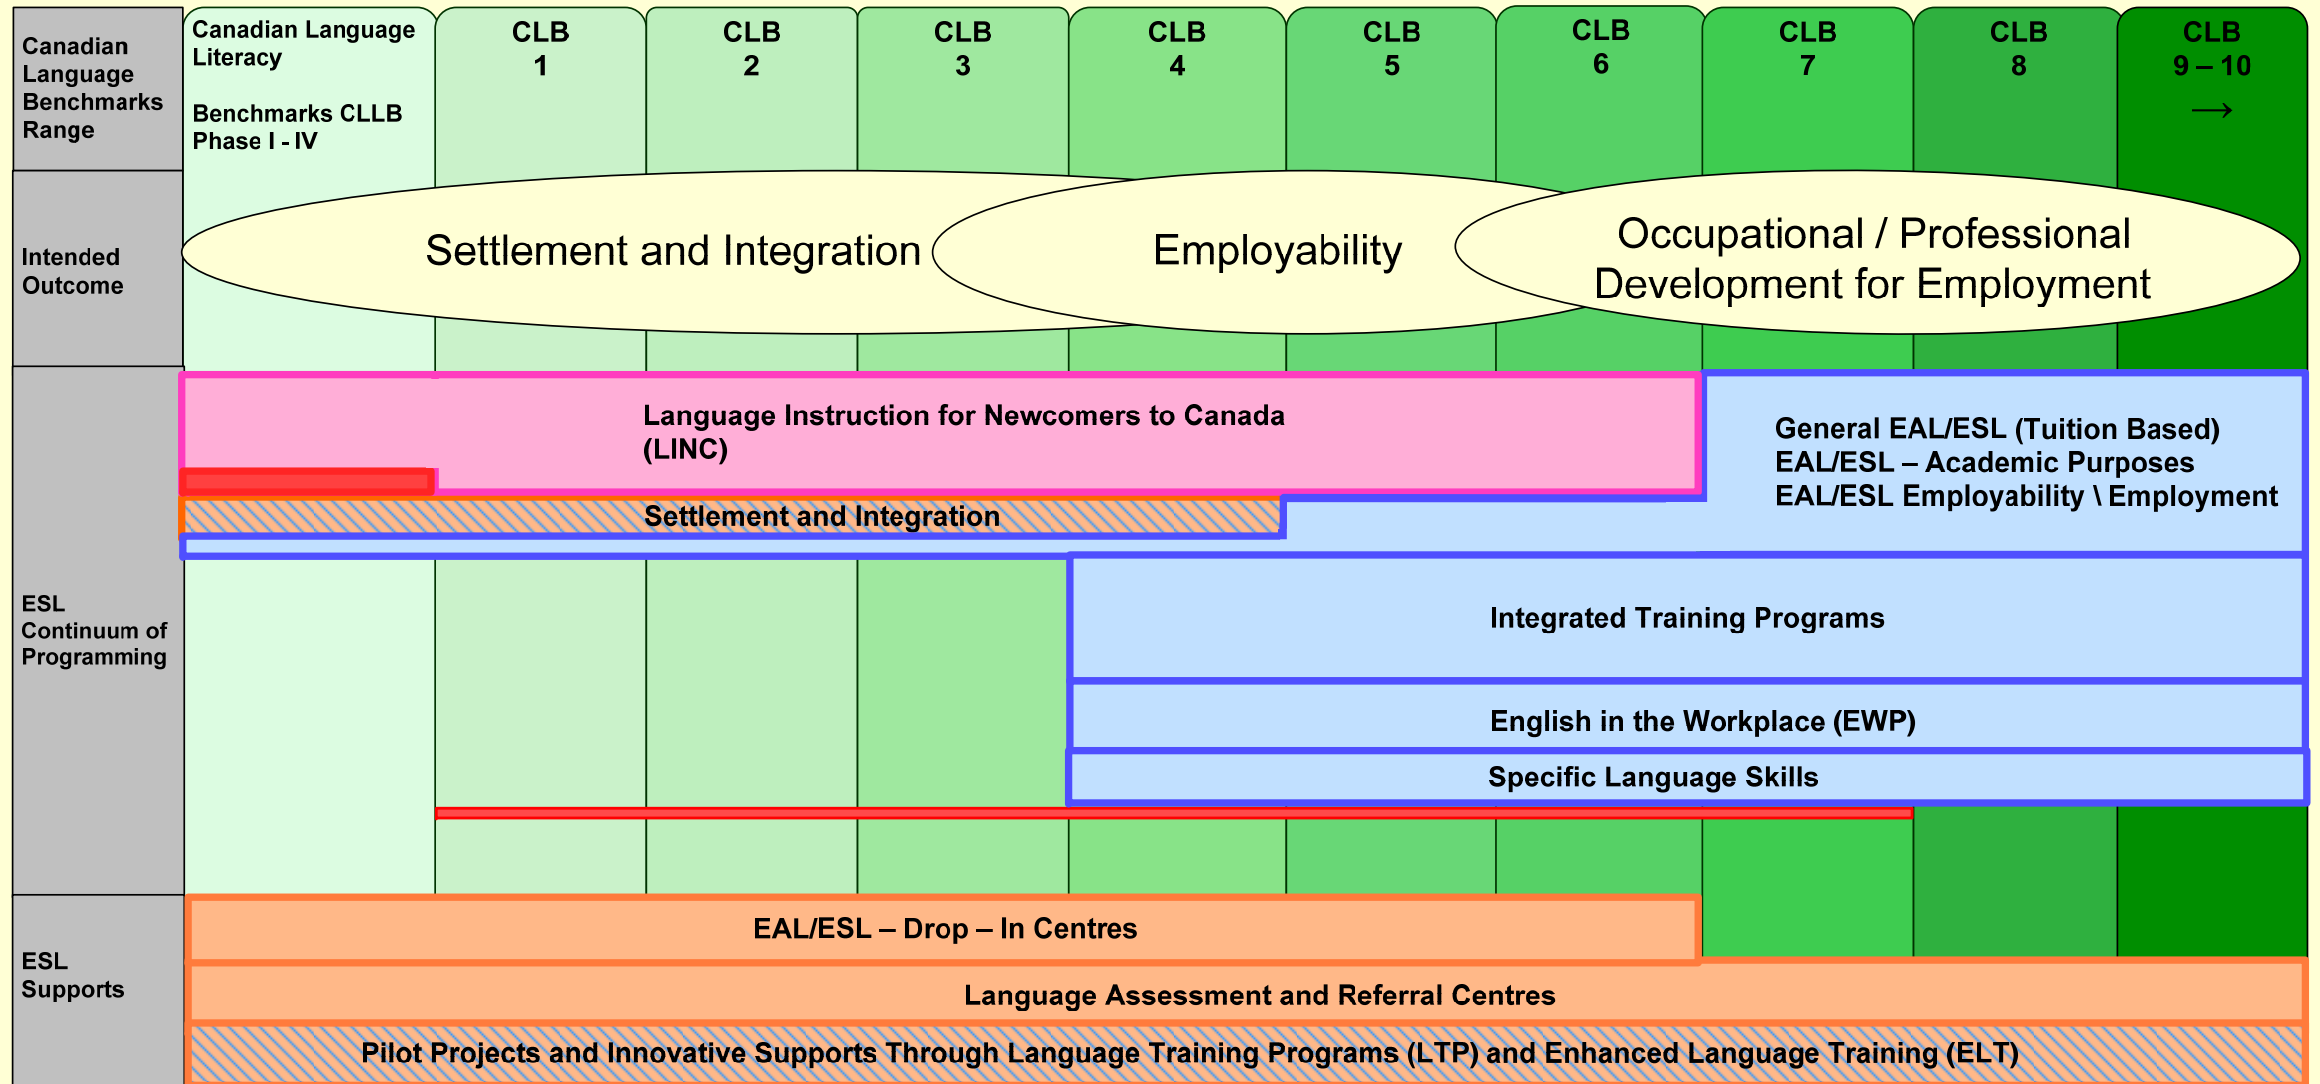 Canadian
Language
Benchmarks
Range
Canadian Language
Literacy
Benchmarks CLLB
Phase I - IV
CLB
1
CLB
2
CLB
3
CLB
4
CLB
5
CLB
6
CLB
7
CLB
8
CLB
9 – 10
→
Intended
Outcome
Settlement and Integration
Employability
Occupational / Professional
Development for Employment
ESL
Continuum of
Programming
Language Instruction for Newcomers to Canada
(LINC)
General EAL/ESL (Tuition Based)
EAL/ESL – Academic Purposes
EAL/ESL Employability \ Employment
Settlement and Integration
Integrated Training Programs
English in the Workplace (EWP)
Specific Language Skills
ESL
Supports
EAL/ESL – Drop – In Centres
Language Assessment and Referral Centres
Pilot Projects and Innovative Supports Through Language Training Programs (LTP) and Enhanced Language Training (ELT)